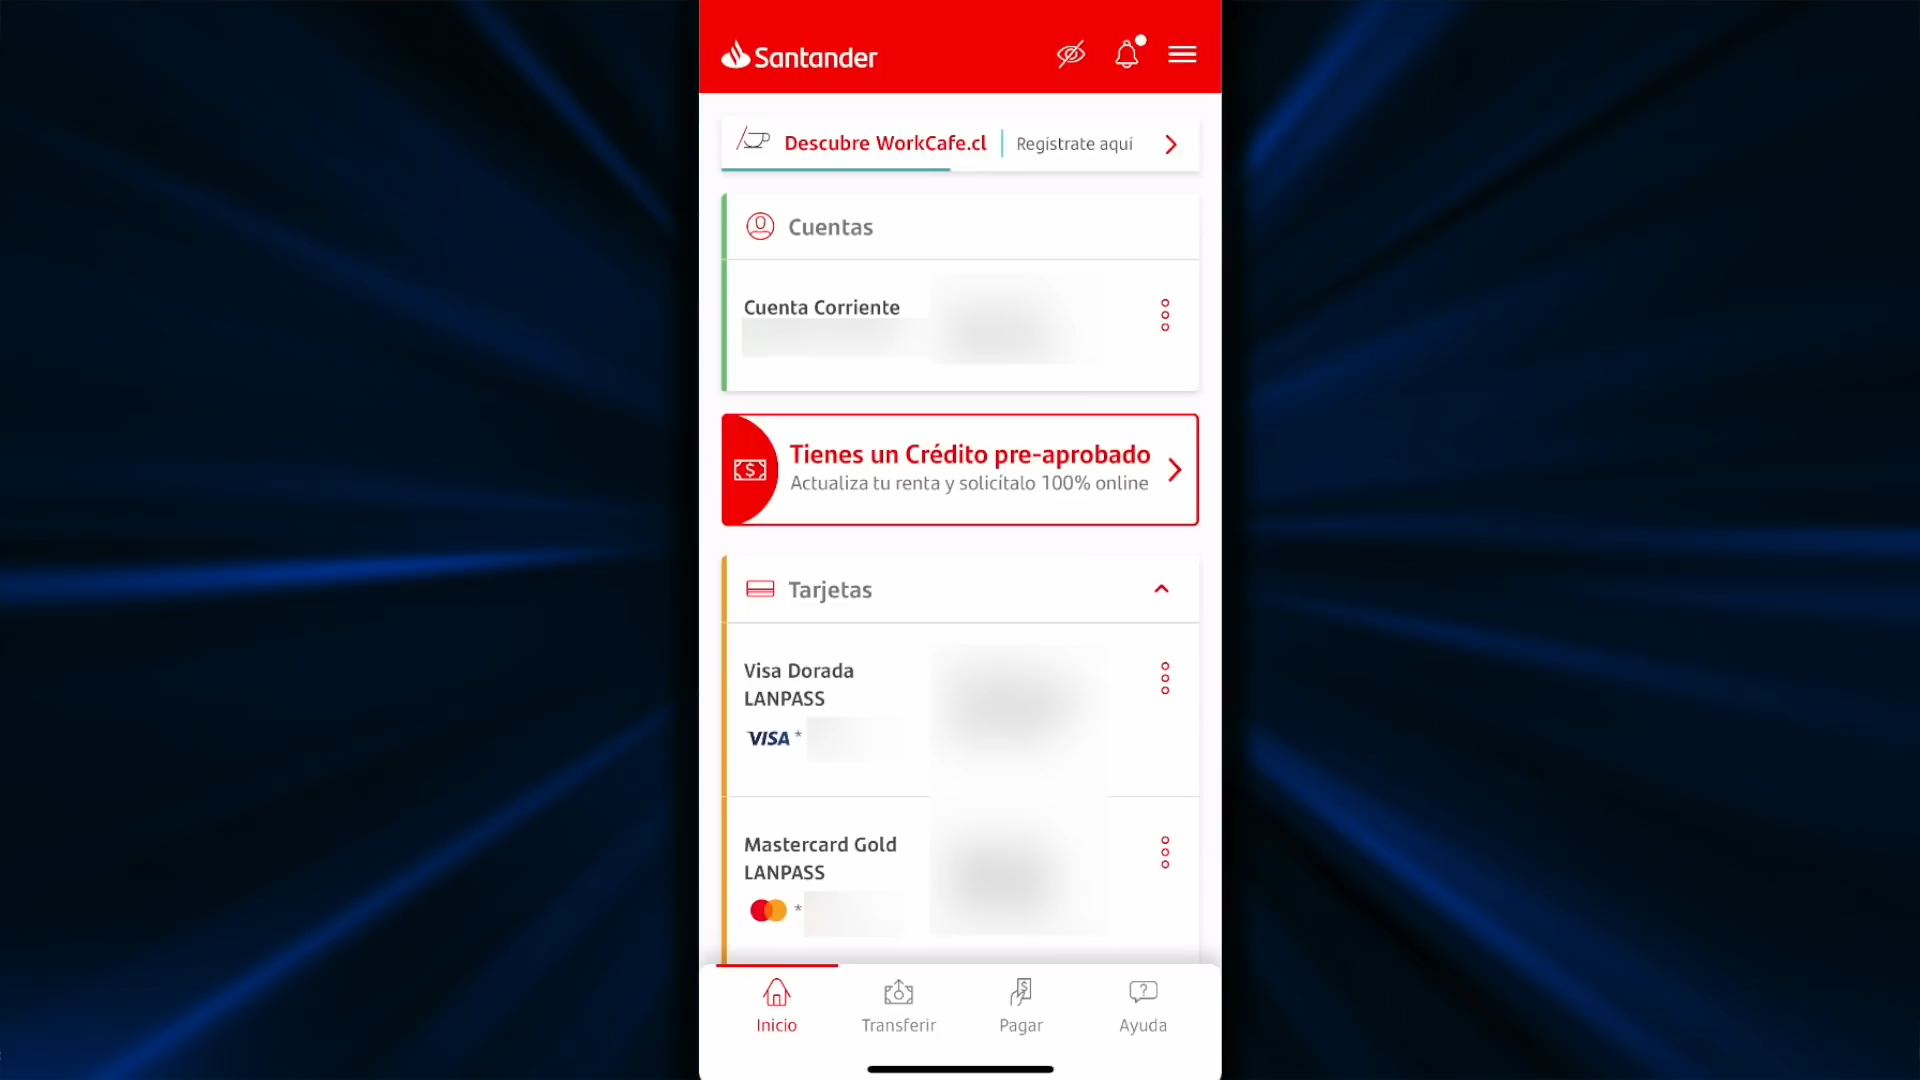 Santander
Descubre WorkCafe.cl Regístrate aquí
Cuentas
Cuenta Corriente
Tienes un Crédito pre-aprobado
Actualiza tu renta y solicítalo 100% online
Tarjetas
Visa Dorada
LANPASS
VISA *
Mastercard Gold
LANPASS
*
Inicio
Transferir
Pagar
Ayuda